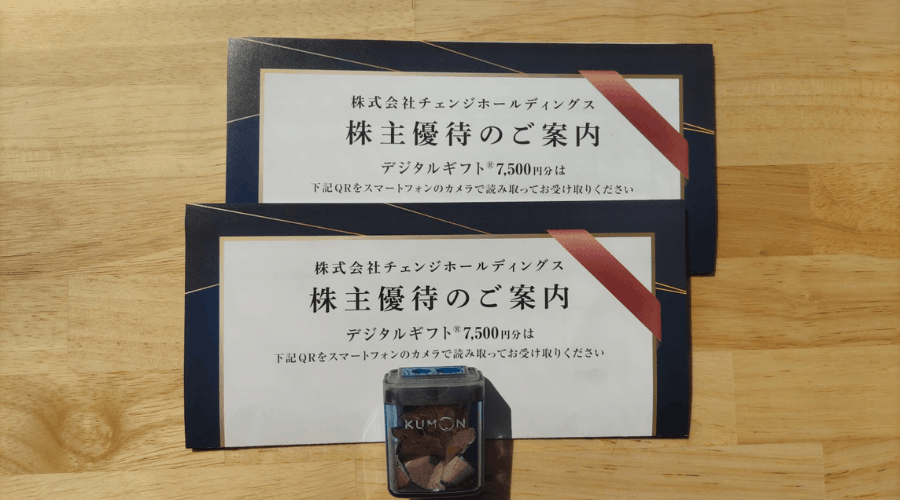 株式会社チェンジホールディングス
株主優待のご案内
デジタルギフト®7,500円分は
下記QRをスマートフォンのカメラで読み取ってお受け取りください
株式会社チェンジホールディングス
株主優待のご案内
デジタルギフト®7,500円分は
下記QRをスマートフォンのカメラで読み取ってお受け取りください
KUMON